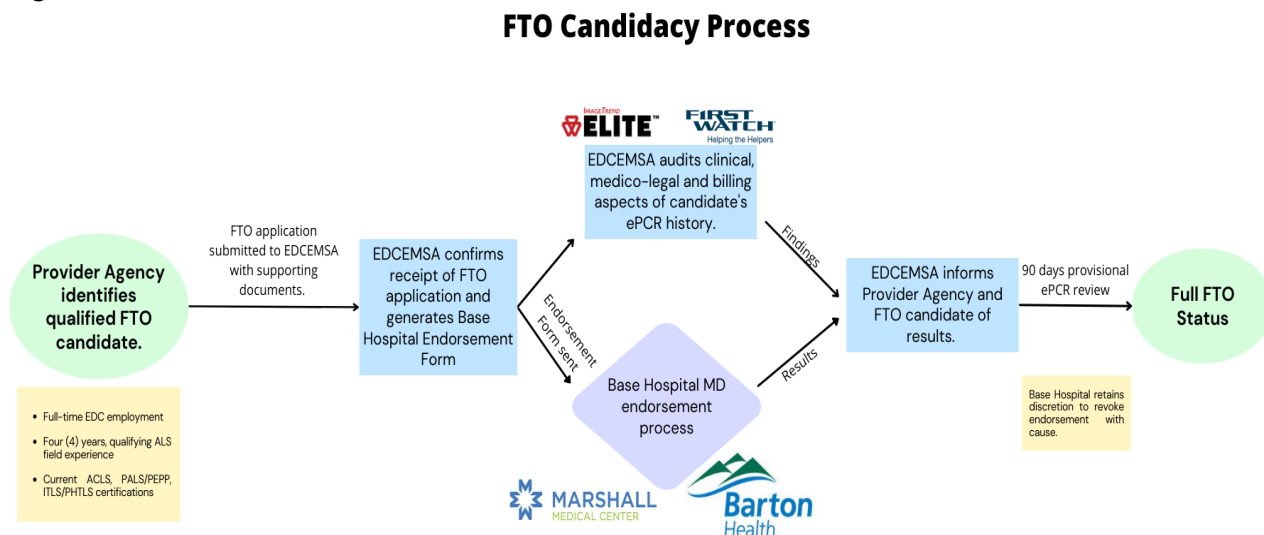 FTO Candidacy Process
IMAGETREND
ELITE™
FIRST
WATCH
Helping the Helpers
EDCEMSA audits clinical,
medico-legal and billing
aspects of candidate's
ePCR history.
FTO application
submitted to EDCEMSA
with supporting
documents.
Provider Agency
identifies
qualified FTO
candidate.
EDCEMSA confirms
receipt of FTO
application and
generates Base
Hospital Endorsement
Form
Endorsement
Form sent
Findings
Base Hospital MD
endorsement
process
Results
EDCEMSA informs
Provider Agency and
FTO candidate of
results.
90 days provisional
ePCR review
Full FTO
Status
• Full-time EDC employment
• Four (4) years, qualifying ALS
field experience
• Current ACLS, PALS/PEPP,
ITLS/PHTLS certifications
Base Hospital retains
discretion to revoke
endorsement with
cause.
MARSHALL
MEDICAL CENTER
Barton
Health